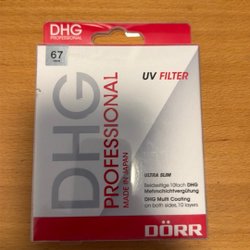 DHG
PROFESSIONAL
67
mm
UV FILTER
DHG
PROFESSIONAL
MADE IN JAPAN
ULTRA SLIM
Beidseitige 10fach DHG
Mehrschichtvergütung
DHG Multi Coating
on both sides, 10 layers
DÖRR